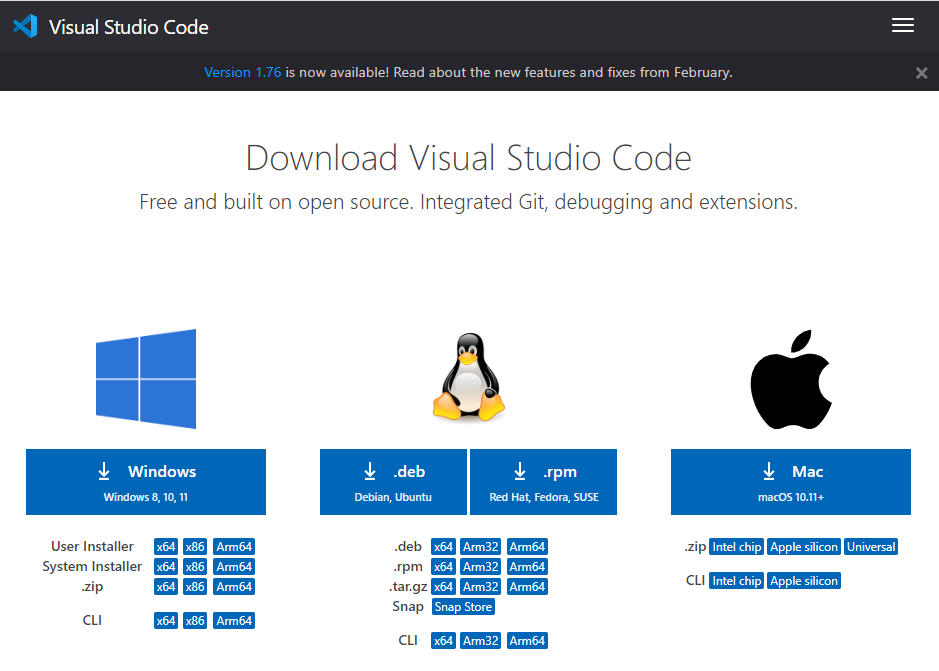 Visual Studio Code
Version 1.76 is now available! Read about the new features and fixes from February.
Download Visual Studio Code
Free and built on open source. Integrated Git, debugging and extensions.
Windows
Windows 8, 10, 11
User Installer x64 x86 Arm64
System Installer x64 x86 Arm64
.zip x64 x86 Arm64
CLI x64 x86 Arm64
.deb
Debian, Ubuntu
.rpm
Red Hat, Fedora, SUSE
.deb x64 Arm32 Arm64
.rpm x64 Arm32 Arm64
.tar.gz x64 Arm32 Arm64
Snap Snap Store
CLI x64 Arm32 Arm64
Mac
macOS 10.11+
.zip Intel chip Apple silicon Universal
CLI Intel chip Apple silicon